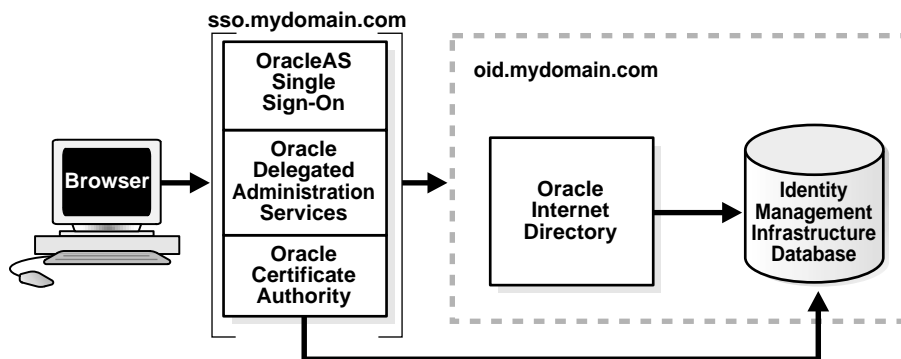 sso.mydomain.com
OracleAS
Single
Sign-On
oid.mydomain.com
Browser
Oracle
Delegated
Administration
Services
Oracle
Internet
Directory
Identity
Management
Infrastructure
Database
Oracle
Certificate
Authority